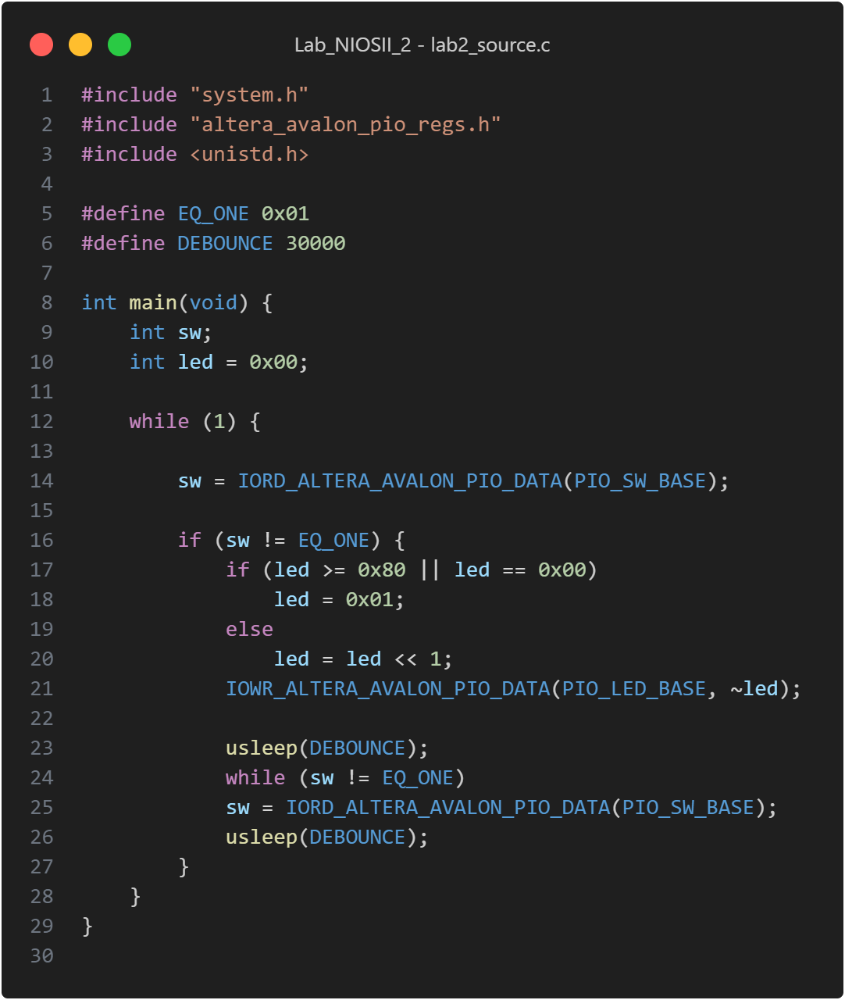 Lab_NIOSII_2 - lab2_source.c
1 #include "system.h"
2 #include "altera_avalon_pio_regs.h"
3 #include <unistd.h>
4
5 #define EQ_ONE 0x01
6 #define DEBOUNCE 30000
7
8 int main(void) {
9     int sw;
10     int led = 0x00;
11
12     while (1) {
13
14         sw = IORD_ALTERA_AVALON_PIO_DATA(PIO_SW_BASE);
15
16         if (sw != EQ_ONE) {
17             if (led >= 0x80 || led == 0x00)
18                 led = 0x01;
19             else
20                 led = led << 1;
21             IOWR_ALTERA_AVALON_PIO_DATA(PIO_LED_BASE, ~led);
22
23             usleep(DEBOUNCE);
24             while (sw != EQ_ONE)
25             sw = IORD_ALTERA_AVALON_PIO_DATA(PIO_SW_BASE);
26             usleep(DEBOUNCE);
27         }
28     }
29 }
30